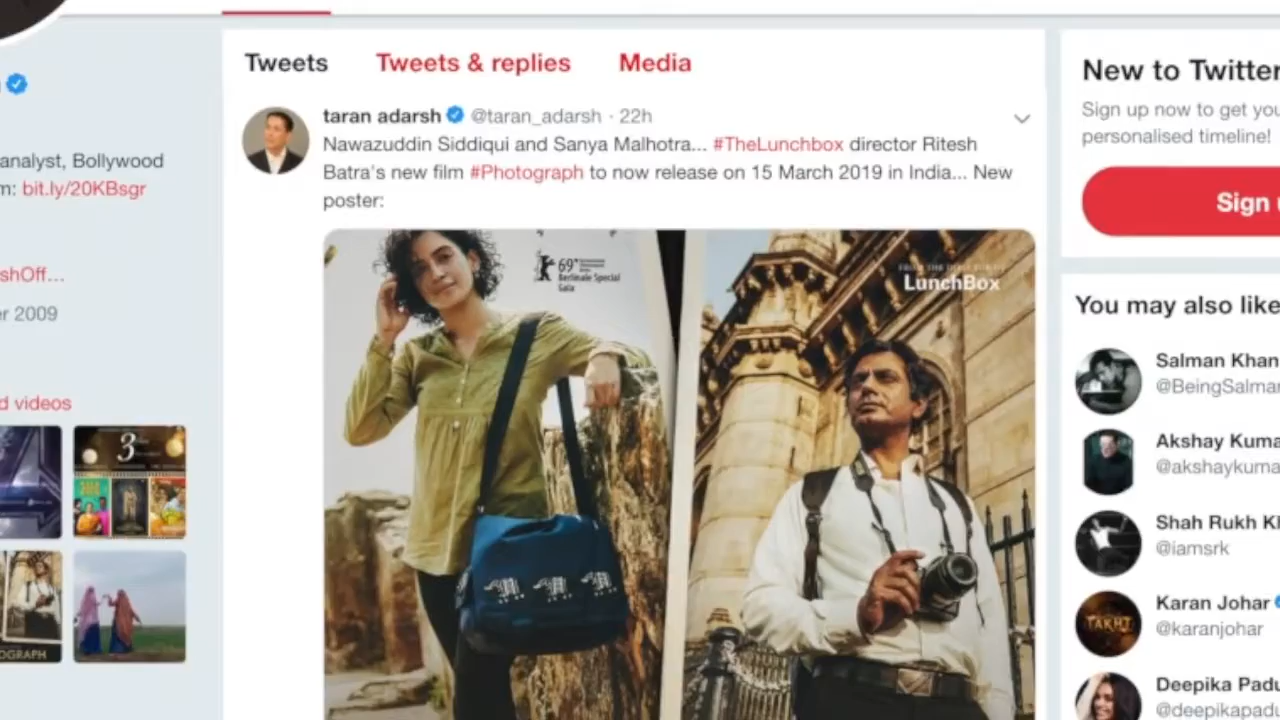 Tweets Tweets & replies Media
taran adarsh @taran_adarsh · 22h
Nawazuddin Siddiqui and Sanya Malhotra... #TheLunchbox director Ritesh
Batra's new film #Photograph to now release on 15 March 2019 in India... New
poster:
69
Berlinale Special
Gala
LunchBox
analyst, Bollywood
m: bit.ly/20KBsgr
shOff...
r 2009
d videos
3
OGRAPH
New to Twitter
Sign up now to get you
personalised timeline!
Sign u
You may also like
Salman Khan
@BeingSalman
Akshay Kuma
@akshaykuma
Shah Rukh Kh
@iamsrk
Karan Johar
@karanjohar
TAKHT
Deepika Padu
@deepikapadu